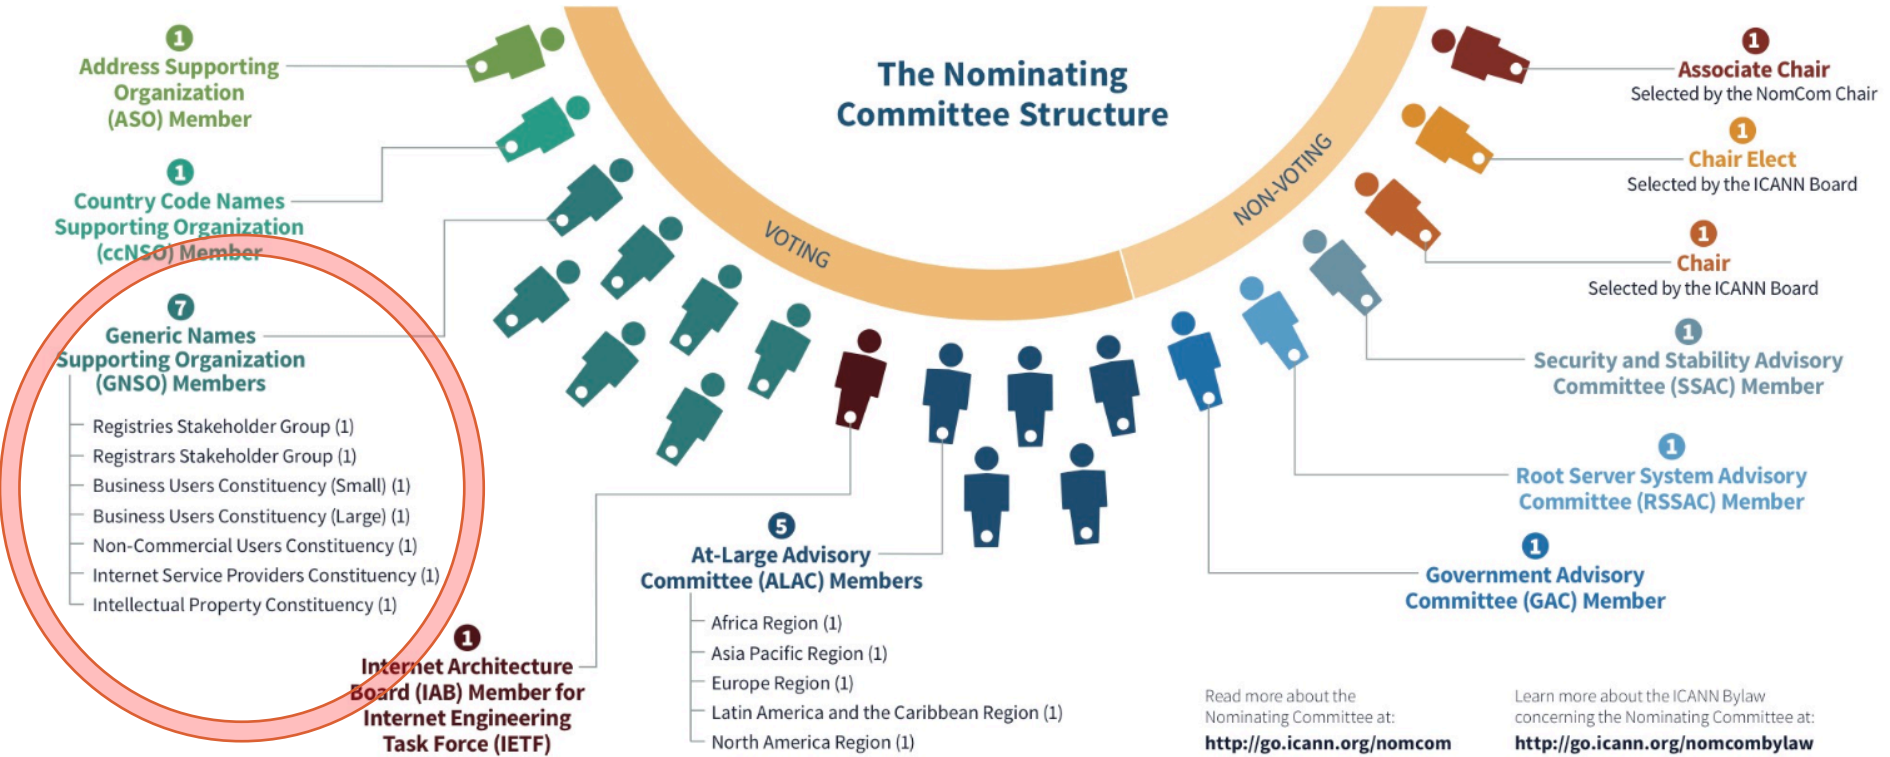 The Nominating
Committee Structure
VOTING
NON-VOTING
1
Address Supporting
Organization
(ASO) Member
1
Country Code Names
Supporting Organization
(ccNSO) Member
7
Generic Names
Supporting Organization
(GNSO) Members
Registries Stakeholder Group (1)
Registrars Stakeholder Group (1)
Business Users Constituency (Small) (1)
Business Users Constituency (Large) (1)
Non-Commercial Users Constituency (1)
Internet Service Providers Constituency (1)
Intellectual Property Constituency (1)
1
Internet Architecture
Board (IAB) Member for
Internet Engineering
Task Force (IETF)
5
At-Large Advisory
Committee (ALAC) Members
Africa Region (1)
Asia Pacific Region (1)
Europe Region (1)
Latin America and the Caribbean Region (1)
North America Region (1)
1
Associate Chair
Selected by the NomCom Chair
1
Chair Elect
Selected by the ICANN Board
1
Chair
Selected by the ICANN Board
1
Security and Stability Advisory
Committee (SSAC) Member
1
Root Server System Advisory
Committee (RSSAC) Member
1
Government Advisory
Committee (GAC) Member
Read more about the
Nominating Committee at:
http://go.icann.org/nomcom
Learn more about the ICANN Bylaw
concerning the Nominating Committee at:
http://go.icann.org/nomcombylaw